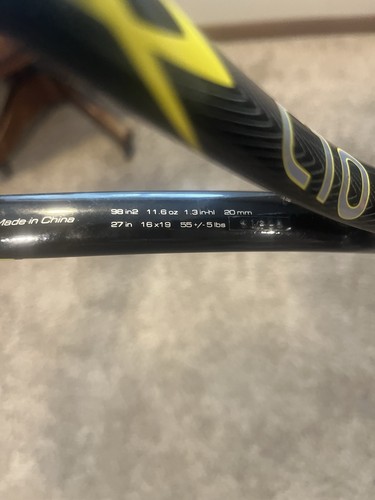 Made in China
98 in2 11.6 oz 1.3 in-hl 20 mm
27 in 16x19 55 +/- 5 lbs